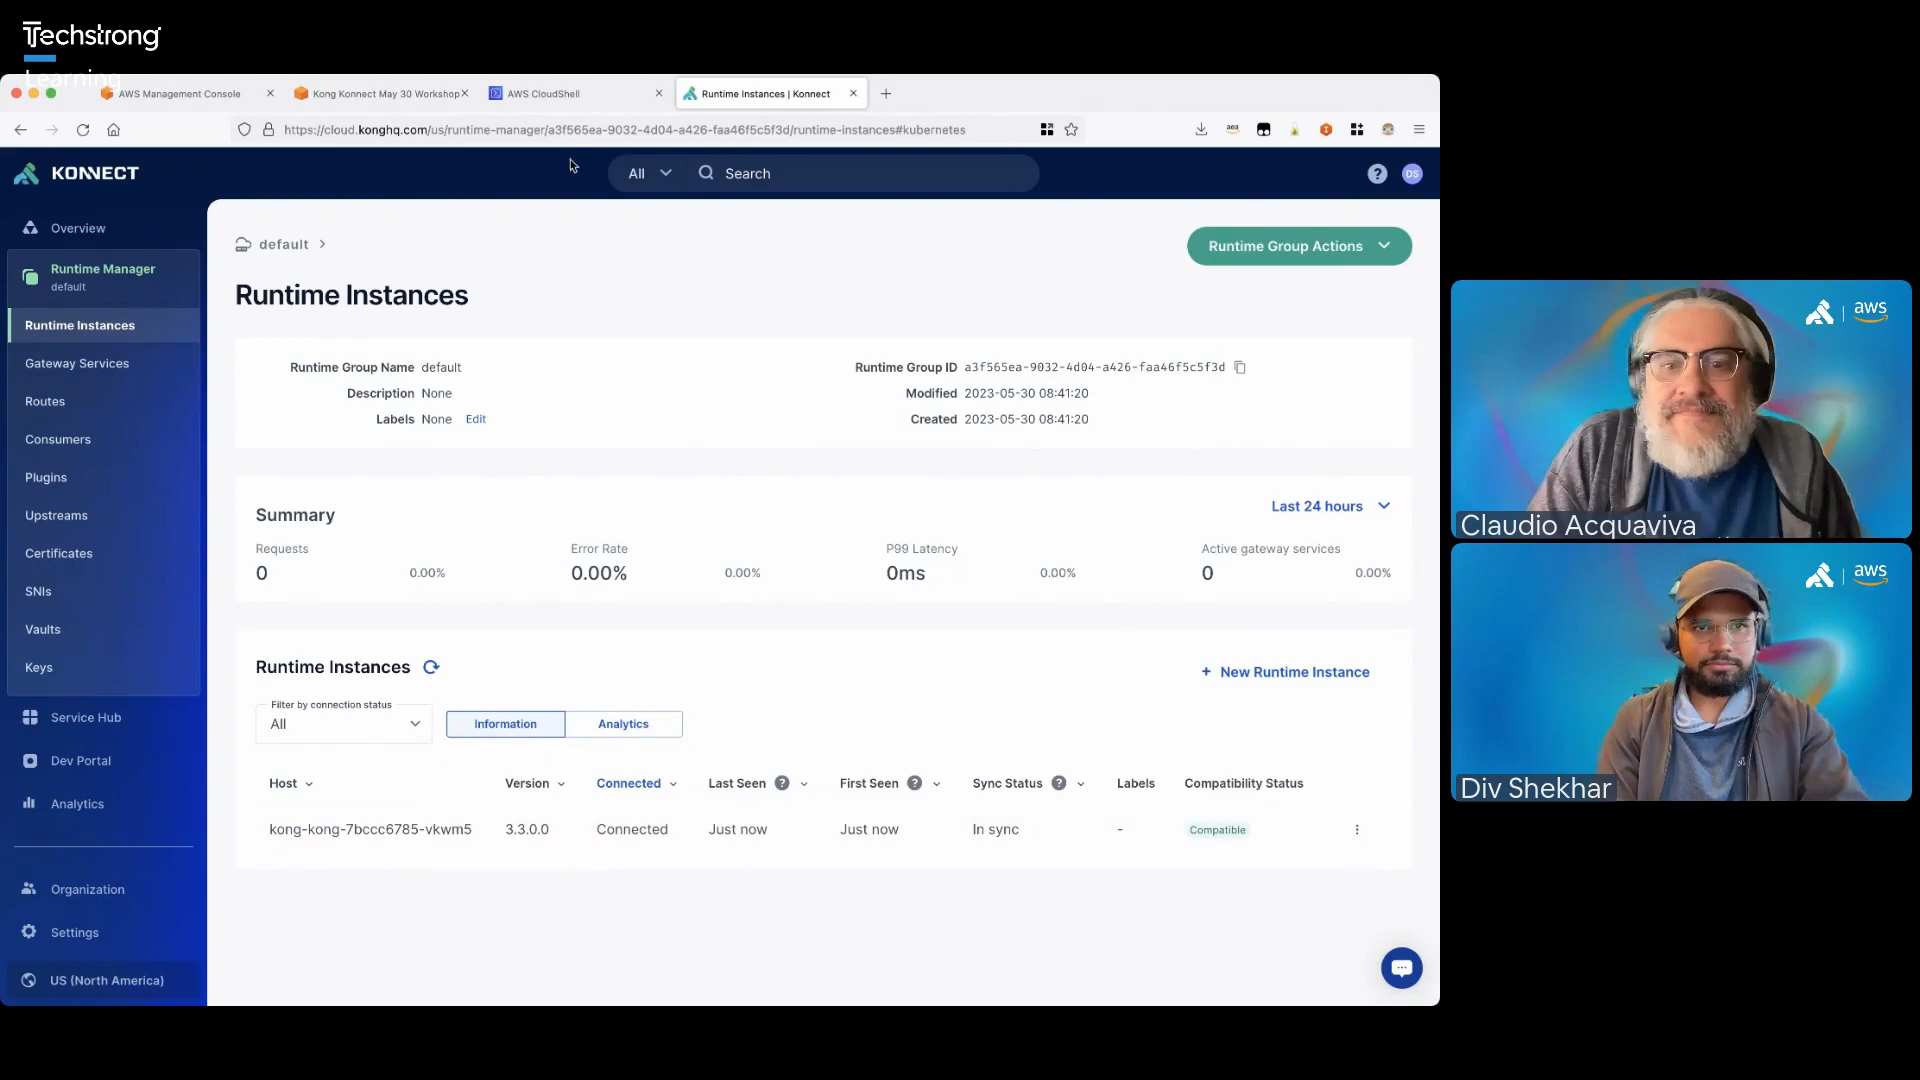 Techstrong
Learning
AWS Management Console
Kong Konnect May 30 Workshop
AWS CloudShell
Runtime Instances | Konnect
https://cloud.konghq.com/us/runtime-manager/a3f565ea-9032-4d04-a426-faa46f5c5f3d/runtime-instances#kubernetes
KONNECT
All
Search
DS
Overview
Runtime Manager
default
Runtime Instances
Gateway Services
Routes
Consumers
Plugins
Upstreams
Certificates
SNIs
Vaults
Keys
Service Hub
Dev Portal
Analytics
Organization
Settings
US (North America)
default
Runtime Group Actions
Runtime Instances
Runtime Group Name default
Description None
Labels None Edit
Runtime Group ID a3f565ea-9032-4d04-a426-faa46f5c5f3d
Modified 2023-05-30 08:41:20
Created 2023-05-30 08:41:20
Summary
Last 24 hours
Requests
0 0.00%
Error Rate
0.00% 0.00%
P99 Latency
0ms 0.00%
Active gateway services
0 0.00%
Runtime Instances
+ New Runtime Instance
Filter by connection status
All
Information
Analytics
Host Version Connected Last Seen First Seen Sync Status Labels Compatibility Status
kong-kong-7bccc6785-vkwm5 3.3.0.0 Connected Just now Just now In sync - Compatible
aws
Claudio Acquaviva
aws
Div Shekhar